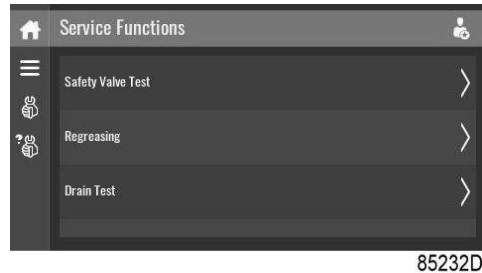 Service Functions
Safety Valve Test
Regreasing
?
Drain Test
85232D